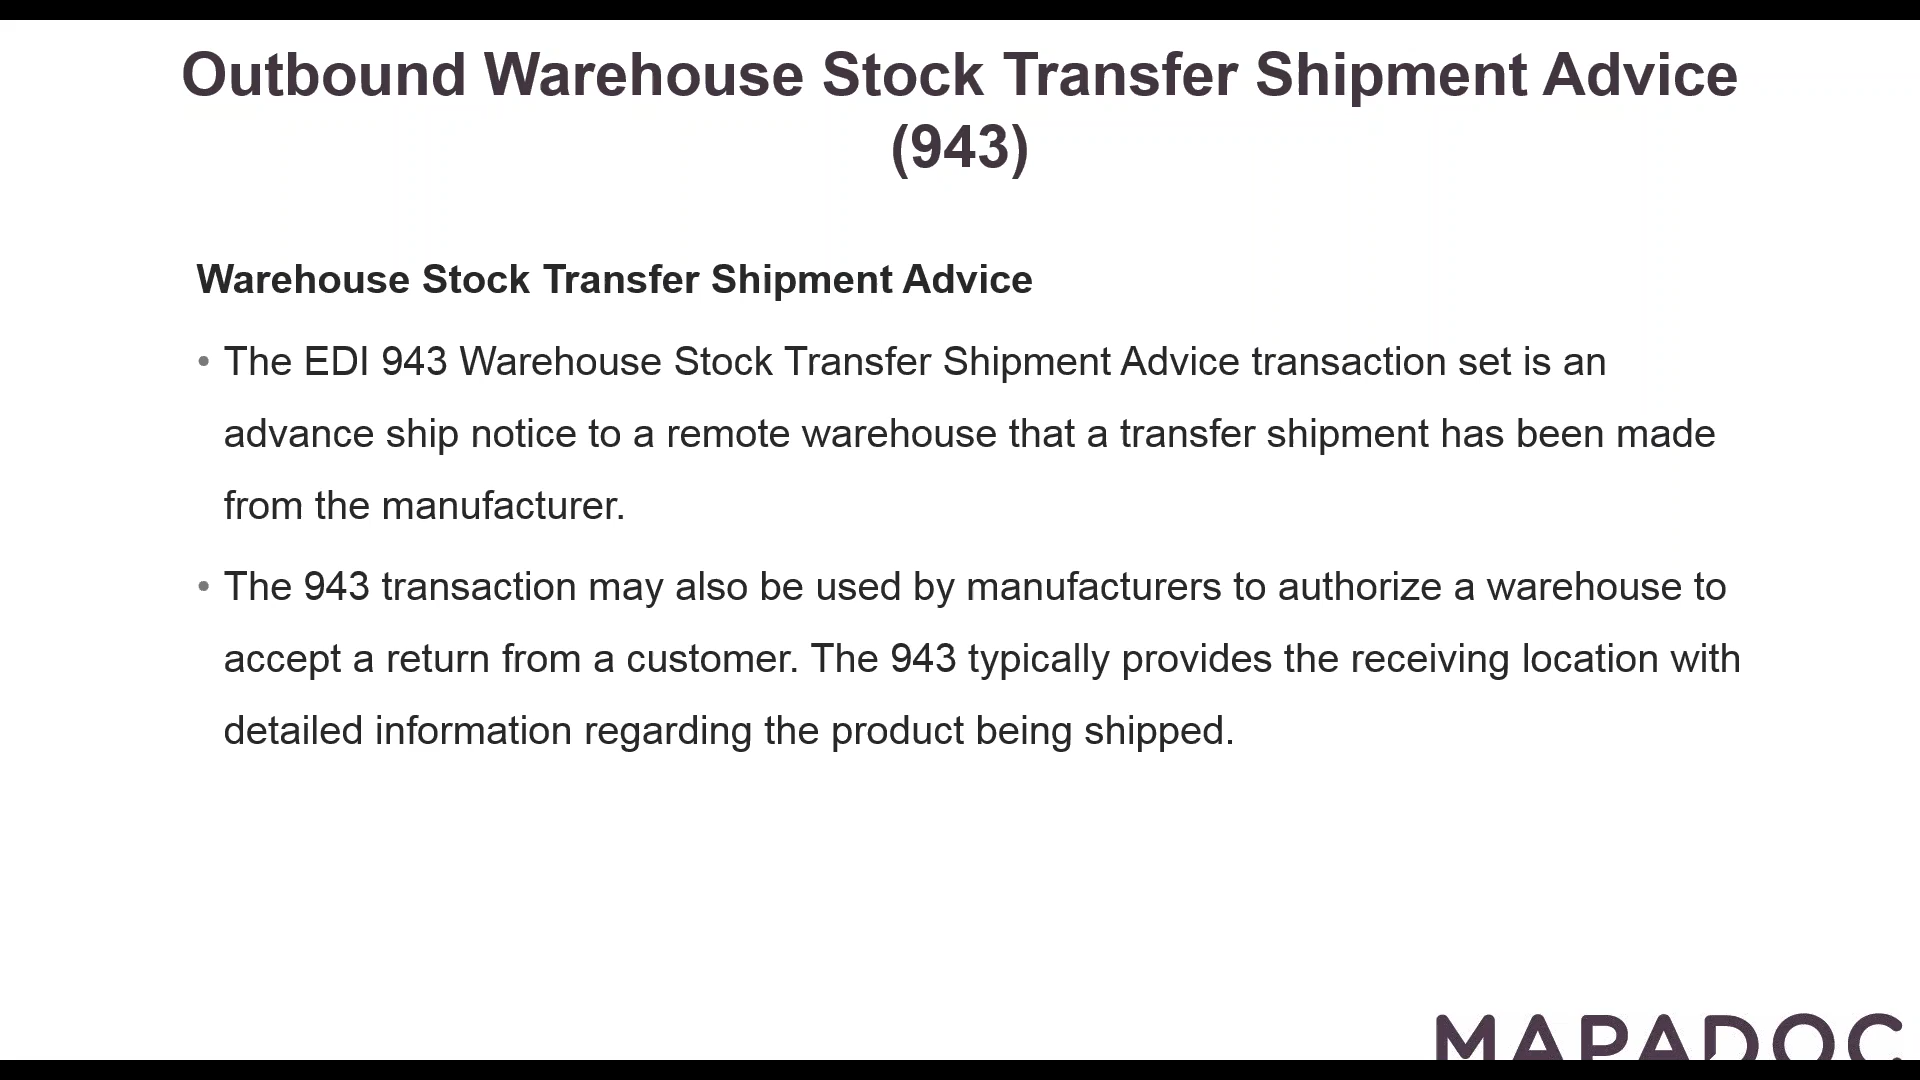 Outbound Warehouse Stock Transfer Shipment Advice
(943)
Warehouse Stock Transfer Shipment Advice
• The EDI 943 Warehouse Stock Transfer Shipment Advice transaction set is an
advance ship notice to a remote warehouse that a transfer shipment has been made
from the manufacturer.
• The 943 transaction may also be used by manufacturers to authorize a warehouse to
accept a return from a customer. The 943 typically provides the receiving location with
detailed information regarding the product being shipped.
MAPADOC